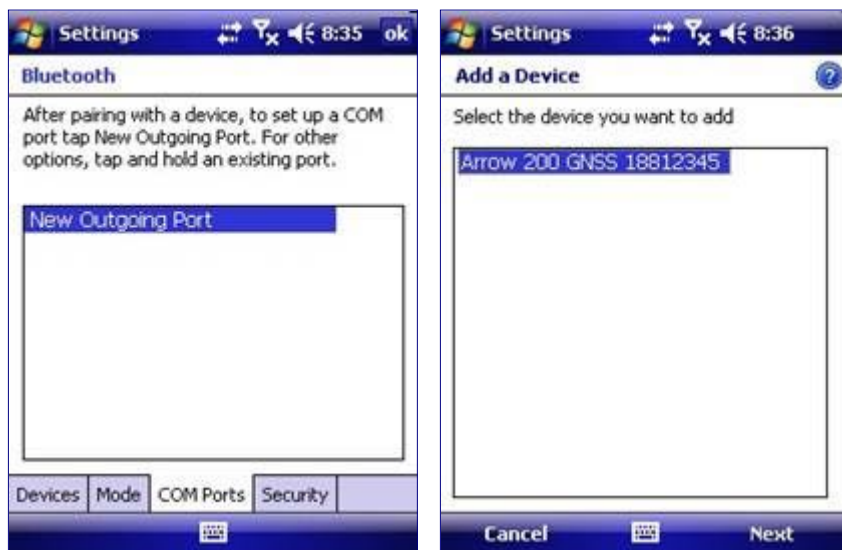 Settings 8:35 ok
Bluetooth
After pairing with a device, to set up a COM
port tap New Outgoing Port. For other
options, tap and hold an existing port.
New Outgoing Port
Devices Mode COM Ports Security
Settings 8:36
Add a Device ?
Select the device you want to add
Arrow 200 GNSS 18812345
Cancel Next